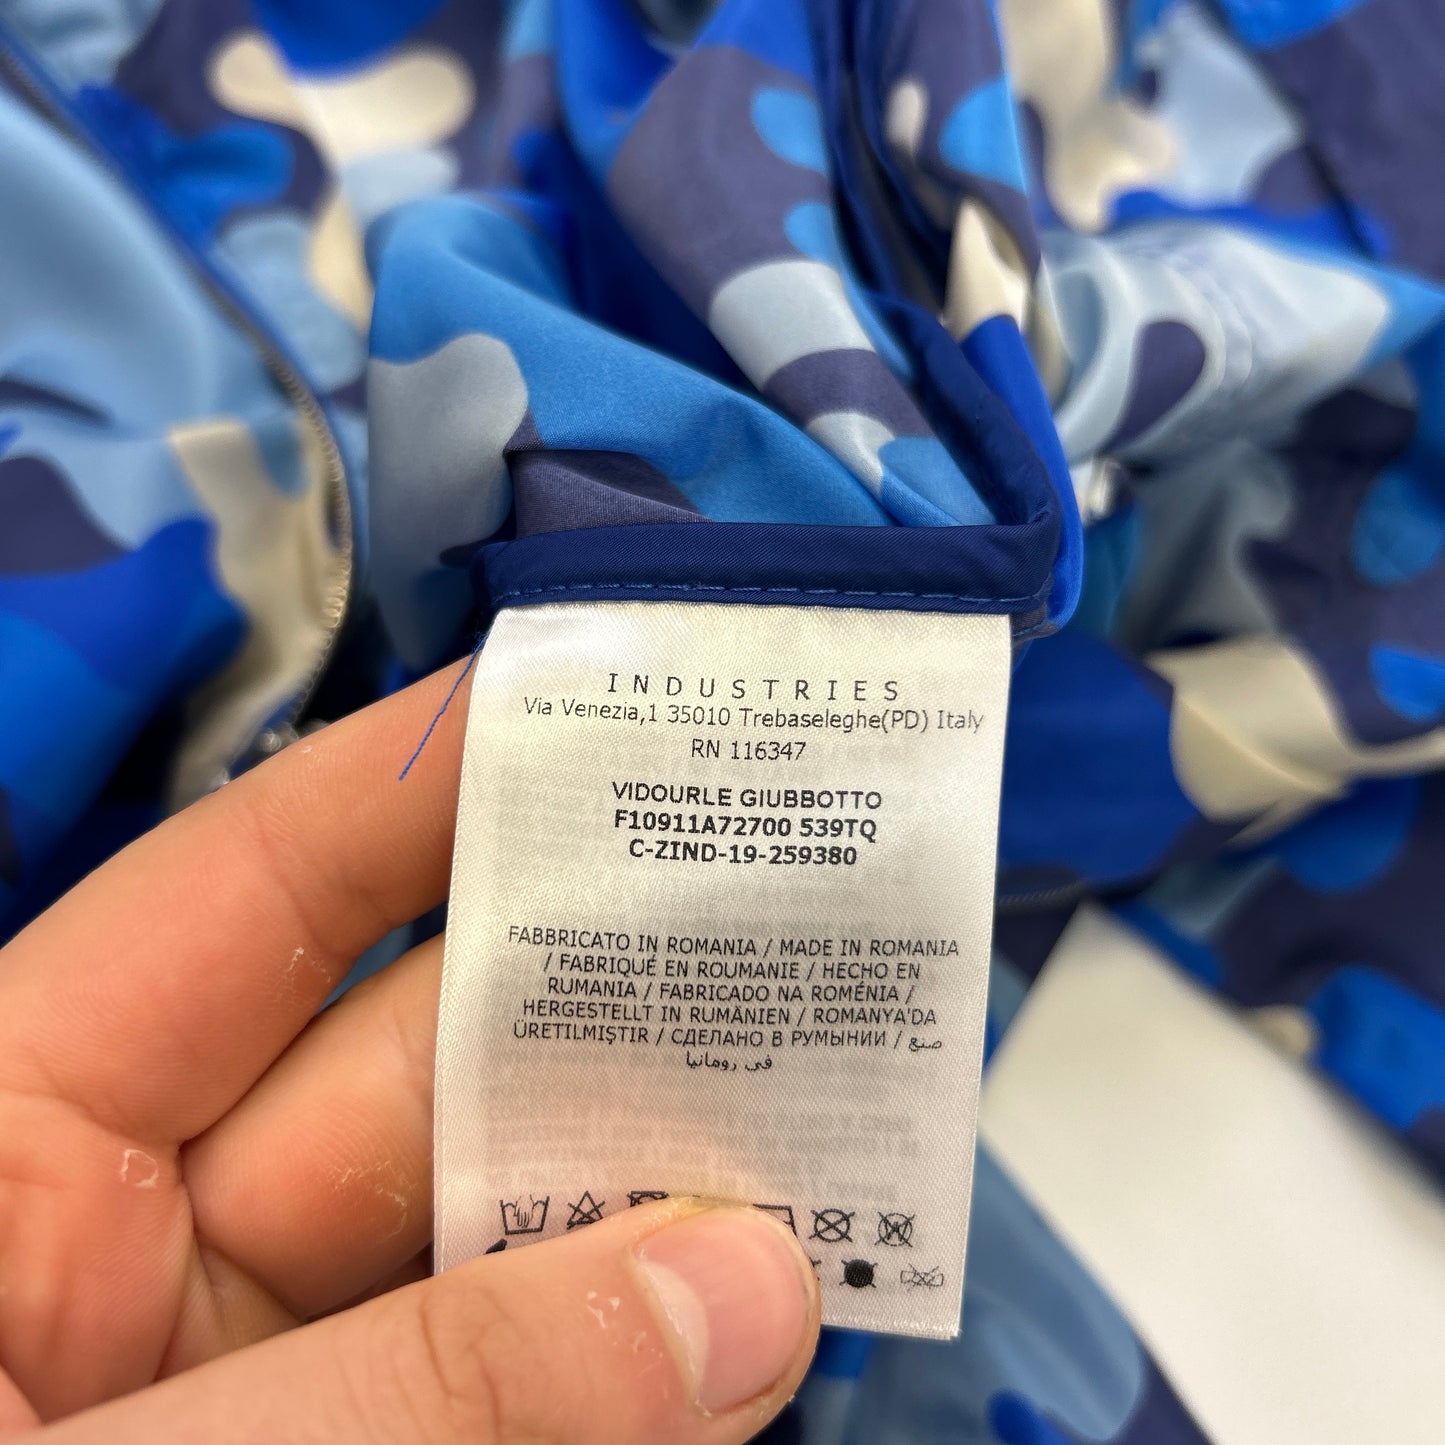 INDUSTRIES
Via Venezia,1 35010 Trebaseleghe(PD) Italy
RN 116347
VIDOURLE GIUBBOTTO
F10911A72700 539TQ
C-ZIND-19-259380
FABBRICATO IN ROMANIA / MADE IN ROMANIA
/ FABRIQUÉ EN ROUMANIE / HECHO EN
RUMANIA / FABRICADO NA ROMÉNIA /
HERGESTELLT IN RUMÄNIEN / ROMANYA'DA
ÜRETILMIŞTIR / СДЕЛАНО В РУМЫНИИ / صنع
في رومانيا